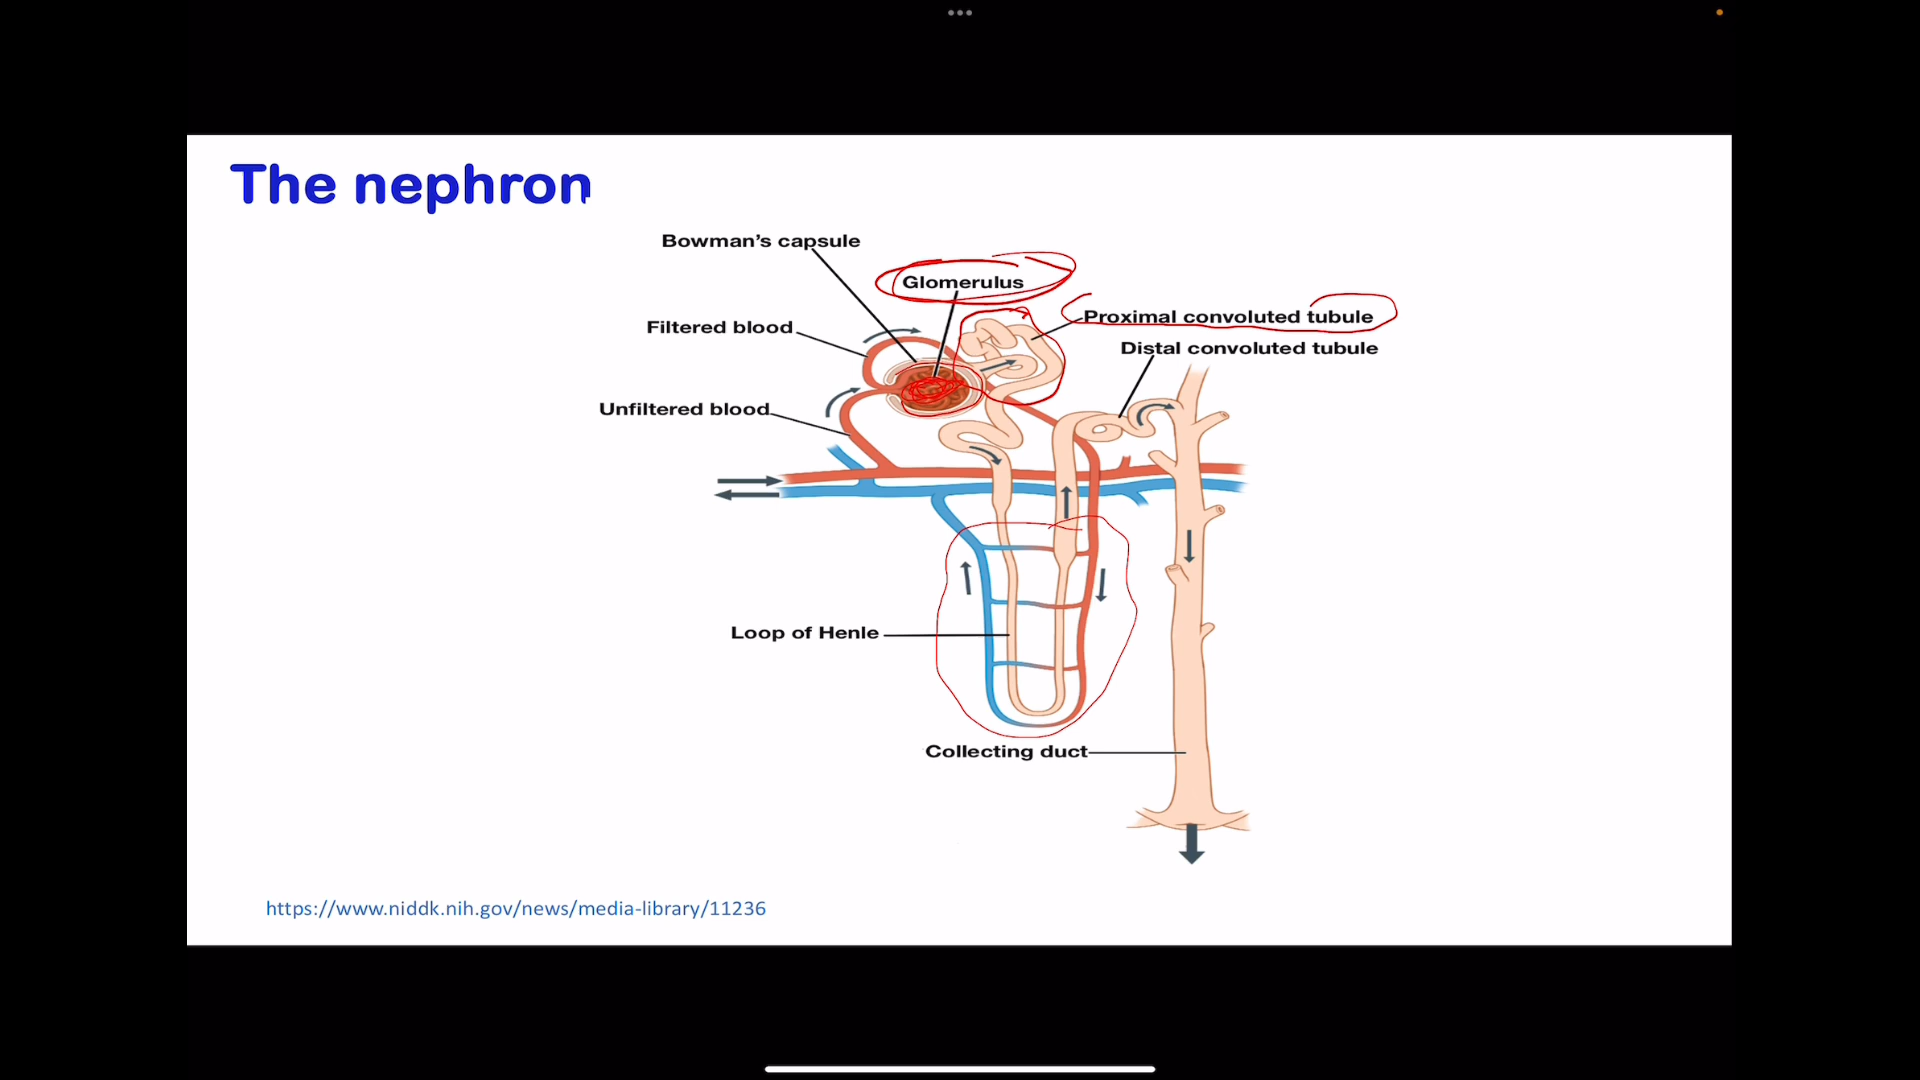 The nephron
Bowman's capsule
Glomerulus
Proximal convoluted tubule
Filtered blood
Distal convoluted tubule
Unfiltered blood
Loop of Henle
Collecting duct
https://www.niddk.nih.gov/news/media-library/11236